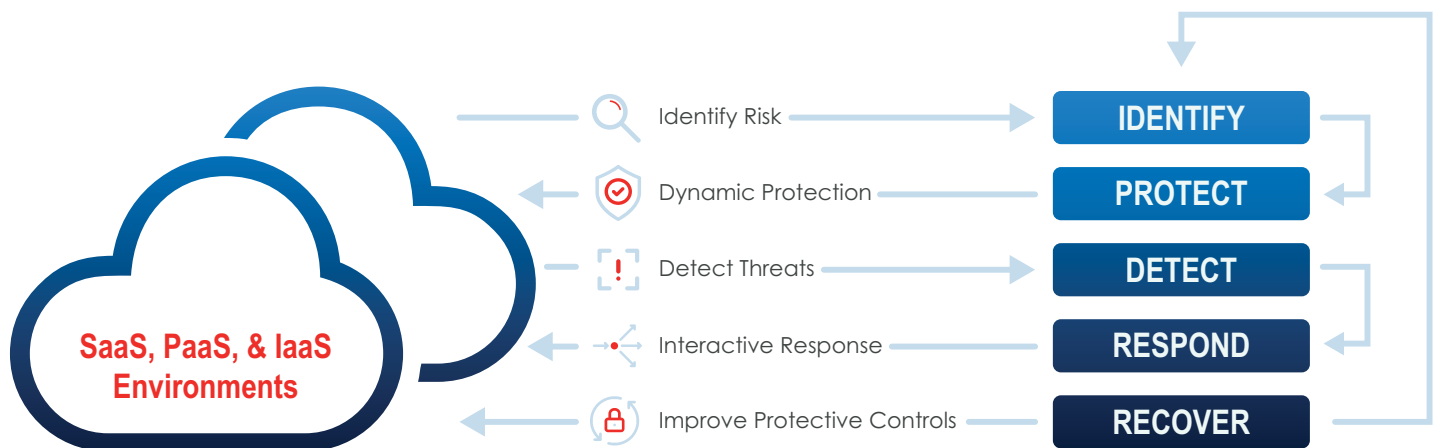 Identify Risk
IDENTIFY
Dynamic Protection
PROTECT
Detect Threats
DETECT
SaaS, PaaS, & IaaS
Environments
Interactive Response
RESPOND
Improve Protective Controls
RECOVER